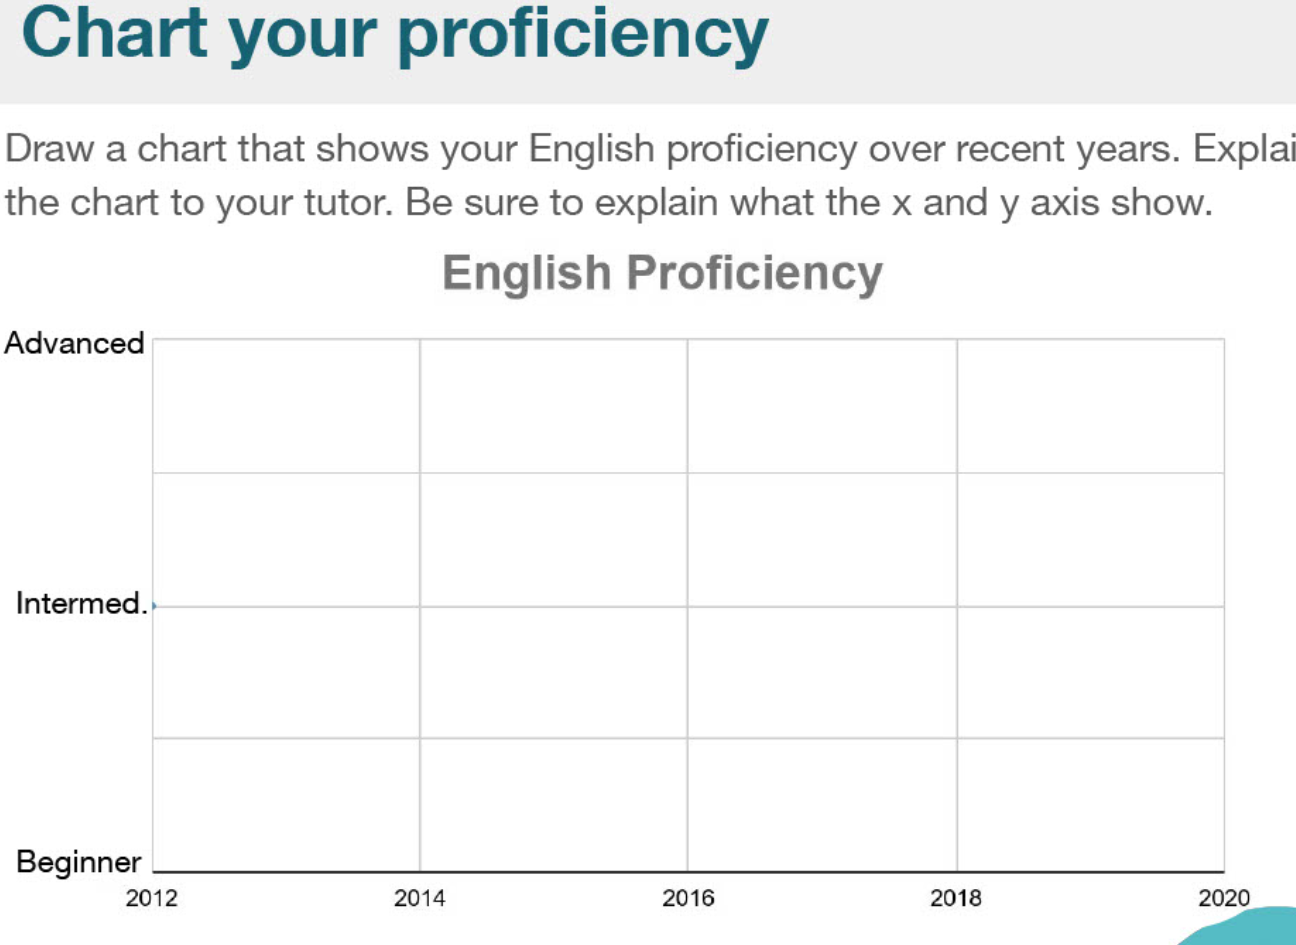 Chart your proficiency
Draw a chart that shows your English proficiency over recent years. Explai
the chart to your tutor. Be sure to explain what the x and y axis show.
English Proficiency
Advanced
Intermed.
Beginner
2012 2014 2016 2018 2020